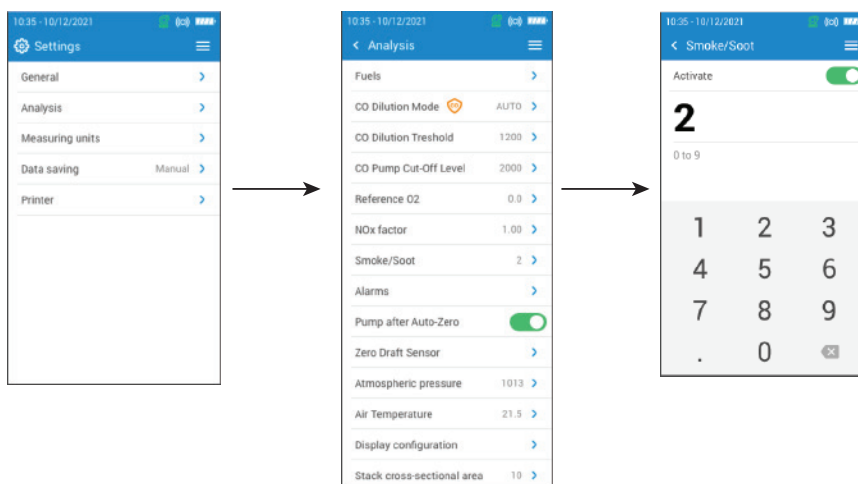 10:35 - 10/12/2021
Settings
General
Analysis
Measuring units
Data saving Manual
Printer
10:35 - 10/12/2021
Analysis
Fuels
CO Dilution Mode CO AUTO
CO Dilution Treshold 1200
CO Pump Cut-Off Level 2000
Reference O2 0.0
NOx factor 1.00
Smoke/Soot 2
Alarms
Pump after Auto-Zero
Zero Draft Sensor
Atmospheric pressure 1013
Air Temperature 21.5
Display configuration
Stack cross-sectional area 10
10:35 - 10/12/2021
Smoke/Soot
Activate
2
0 to 9
1 2 3
4 5 6
7 8 9
. 0